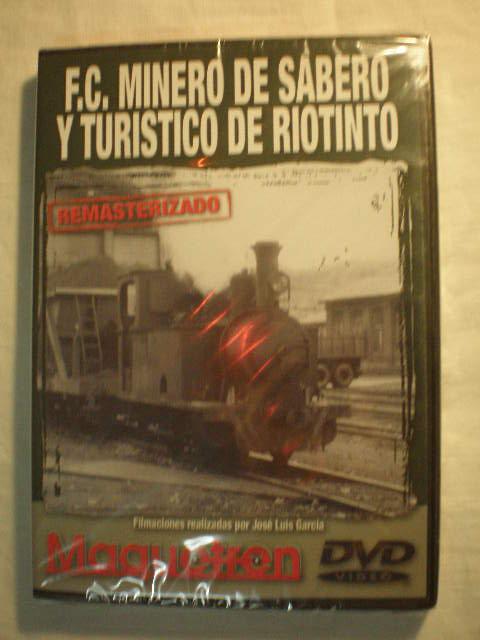 F.C. MINERO DE SABERO
Y TURISTICO DE RIOTINTO
REMASTERIZADO
Filmaciones realizadas por José Luis García
Maquetren
DVD
VIDEO